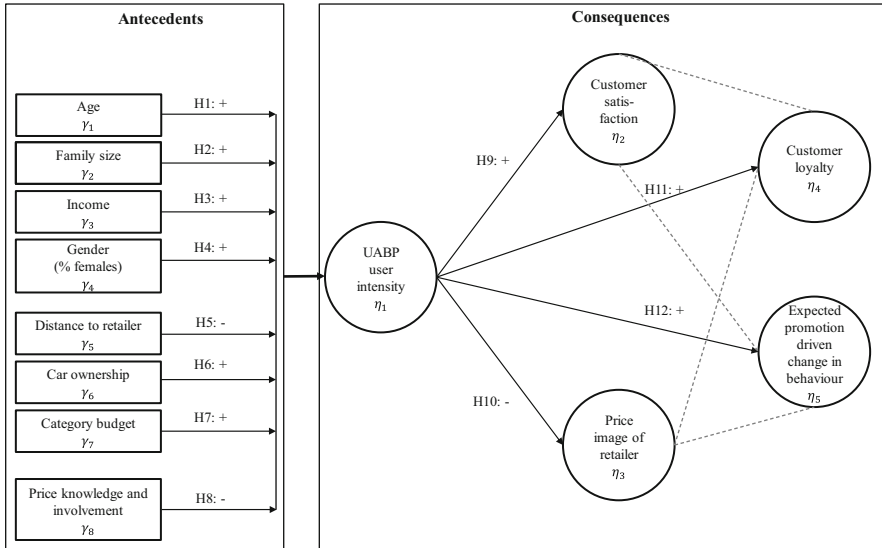 Antecedents
Age
γ₁
H1: +
Family size
γ₂
H2: +
Income
γ₃
H3: +
Gender
(% females)
γ₄
H4: +
Distance to retailer
γ₅
H5: -
Car ownership
γ₆
H6: +
Category budget
γ₇
H7: +
Price knowledge and
involvement
γ₈
H8: -
Consequences
UABP
user
intensity
η₁
H9: +
H11: +
H12: +
H10: -
Customer
satis-
faction
η₂
Customer
loyalty
η₄
Expected
promotion
driven
change in
behaviour
η₅
Price
image of
retailer
η₃